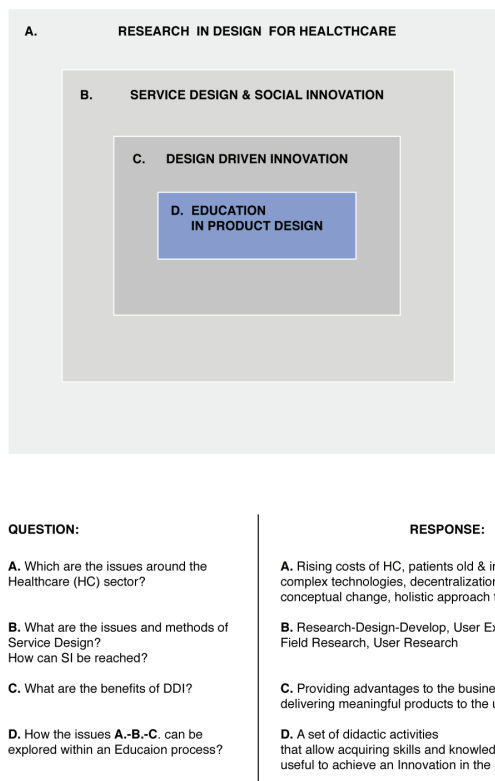 A. RESEARCH IN DESIGN FOR HEALCTHCARE
B. SERVICE DESIGN & SOCIAL INNOVATION
C. DESIGN DRIVEN INNOVATION
D. EDUCATION
IN PRODUCT DESIGN
QUESTION:
A. Which are the issues around the
Healthcare (HC) sector?
B. What are the issues and methods of
Service Design?
How can SI be reached?
C. What are the benefits of DDI?
D. How the issues A.-B.-C. can be
explored within an Educaion process?
RESPONSE:
A. Rising costs of HC, patients old &
complex technologies,
conceptual change, holistic approach
B. Research-Design-Develop, User
Field Research, User Research
C. Providing advantages to the
delivering meaningful products to the
D. A set of didactic activities
that allow acquiring skills and
useful to achieve an Innovation in the